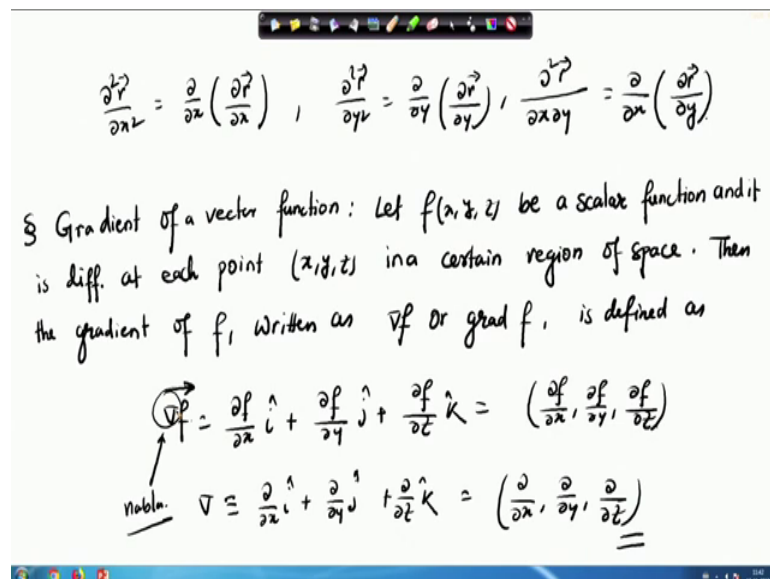 ∂²r⃗/∂x² = ∂/∂x (∂r⃗/∂x) , ∂²r⃗/∂y² = ∂/∂y (∂r⃗/∂y) , ∂²r⃗/∂x∂y = ∂/∂x (∂r⃗/∂y)
§ Gradient of a vector function : Let f(x, y, z) be a scalar function and it
is diff. at each point (x, y, z) in a certain region of space. Then
the gradient of f, written as ∇f or grad f, is defined as
∇⃗f = ∂f/∂x î + ∂f/∂y ĵ + ∂f/∂z k̂ = (∂f/∂x, ∂f/∂y, ∂f/∂z)
nabla. ∇ ≡ ∂/∂x î + ∂/∂y ĵ + ∂/∂z k̂ = (∂/∂x, ∂/∂y, ∂/∂z)